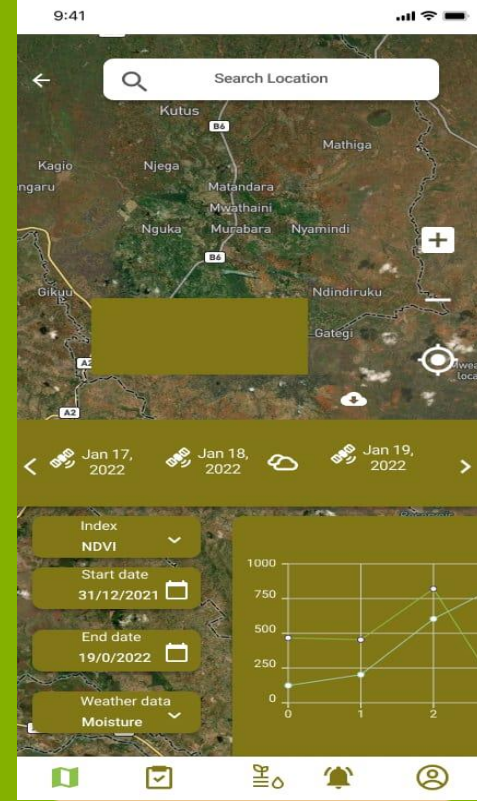 9:41
Search Location
Kutus
B6
Mathiga
Kagio
Njega
ngaru
Matandara
Mwathaini
Nguka
Murabara
Nyamindi
B6
Gikuu
Ndindiruku
Gategi
A2
A2
Jan 17,
2022
Jan 18,
2022
Jan 19,
2022
Index
NDVI
Start date
31/12/2021
End date
19/0/2022
Weather data
Moisture
1000
750
500
250
0
0
1
2